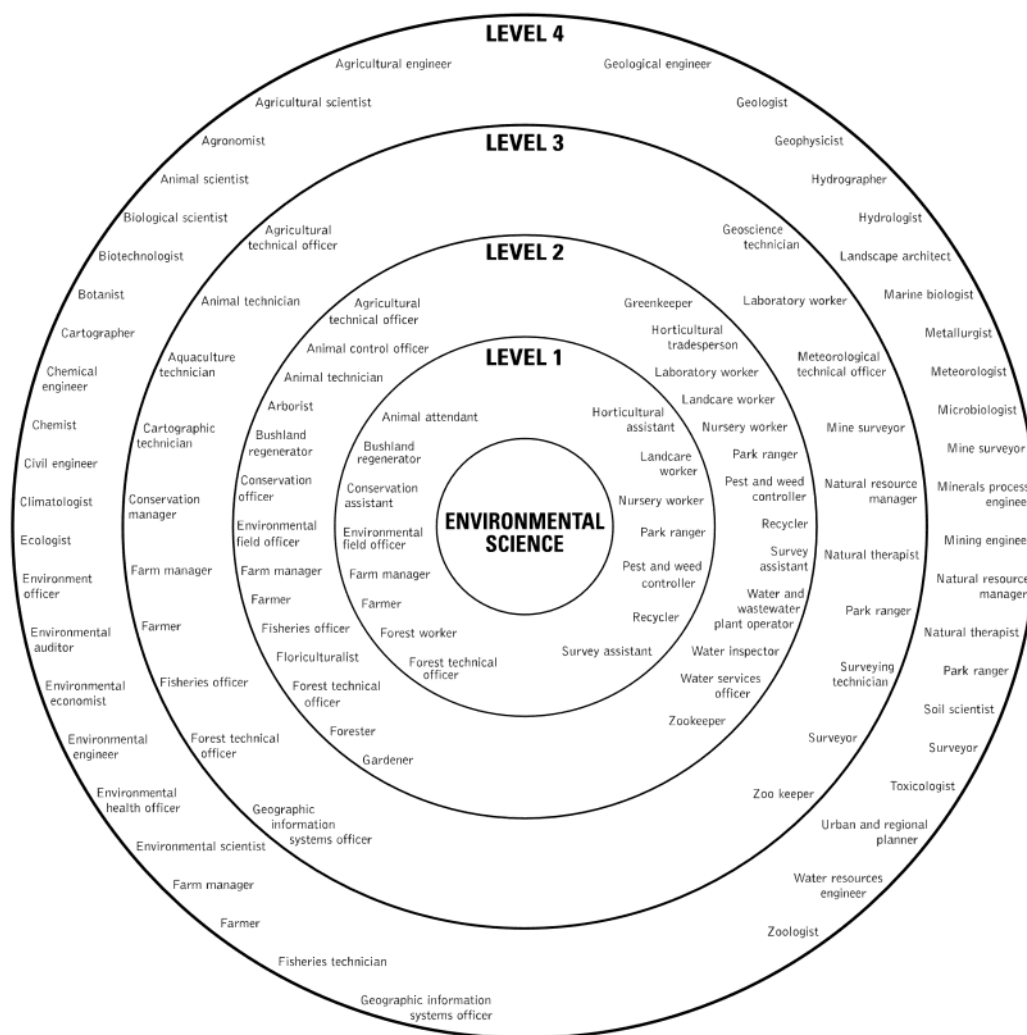 LEVEL 4
Agricultural engineer
Agricultural scientist
Agronomist
Animal scientist
Biological scientist
Biotechnologist
Botanist
Cartographer
Chemical
engineer
Chemist
Civil engineer
Climatologist
Ecologist
Environment
officer
Environmental
auditor
Environmental
economist
Environmental
engineer
Environmental
health officer
Environmental scientist
Farm manager
Farmer
Fisheries technician
Geographic information
systems officer
Geological engineer
Geologist
Geophysicist
Hydrographer
Hydrologist
Landscape architect
Marine biologist
Metallurgist
Meteorologist
Microbiologist
Mine surveyor
Minerals process
engineer
Mining engineer
Natural resource
manager
Natural therapist
Park ranger
Soil scientist
Surveyor
Toxicologist
Urban and regional
planner
Water resources
engineer
Zoologist
LEVEL 3
Agricultural
technical officer
Animal technician
Aquaculture
technician
Cartographic
technician
Conservation
manager
Farm manager
Farmer
Fisheries officer
Forest technical
officer
Geographic
information
systems officer
Geoscience
technician
Laboratory worker
Meteorological
technical officer
Mine surveyor
Natural resource
manager
Natural therapist
Park ranger
Surveying
technician
Surveyor
Zoo keeper
LEVEL 2
Agricultural
technical officer
Animal control officer
Animal technician
Arborist
Bushland
regenerator
Conservation
officer
Environmental
field officer
Farm manager
Farmer
Fisheries officer
Floriculturalist
Forest technical
officer
Forester
Gardener
Greenkeeper
Horticultural
tradesperson
Laboratory worker
Landcare worker
Nursery worker
Park ranger
Pest and weed
controller
Recycler
Survey
assistant
Water and
wastewater
plant operator
Water inspector
Water services
officer
Zookeeper
LEVEL 1
Animal attendant
Bushland
regenerator
Conservation
assistant
Environmental
field officer
Farm manager
Farmer
Forest worker
Forest technical
officer
Horticultural
assistant
Landcare
worker
Nursery worker
Park ranger
Pest and weed
controller
Recycler
Survey assistant
ENVIRONMENTAL
SCIENCE